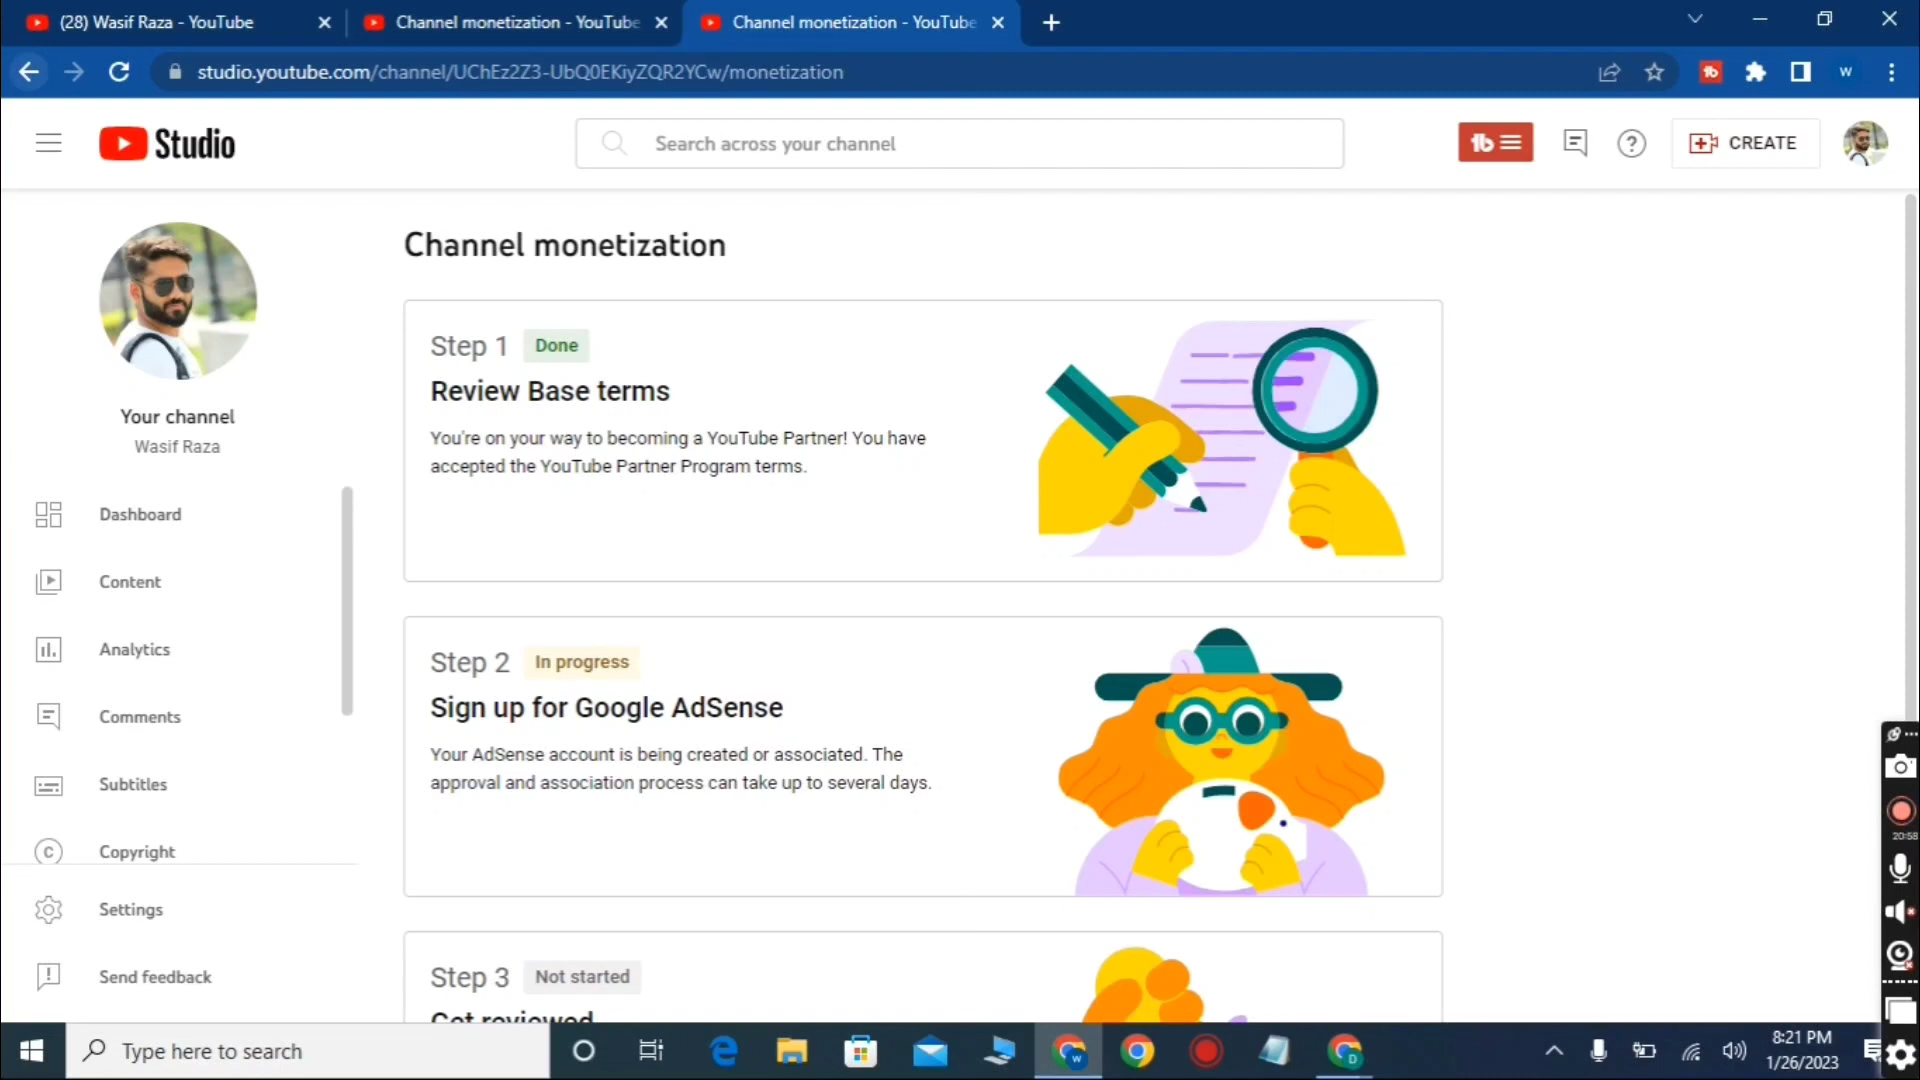 (28) Wasif Raza - YouTube
Channel monetization - YouTube
Channel monetization - YouTube
studio.youtube.com/channel/UChEz2Z3-UbQ0EKiyZQR2YCw/monetization
W
Studio
Search across your channel
CREATE
Your channel
Wasif Raza
Dashboard
Content
Analytics
Comments
Subtitles
Copyright
Settings
Send feedback
Channel monetization
Step 1 Done
Review Base terms
You're on your way to becoming a YouTube Partner! You have
accepted the YouTube Partner Program terms.
Step 2 In progress
Sign up for Google AdSense
Your AdSense account is being created or associated. The
approval and association process can take up to several days.
Step 3 Not started
Get reviewed
20:58
Type here to search
8:21 PM
1/26/2023